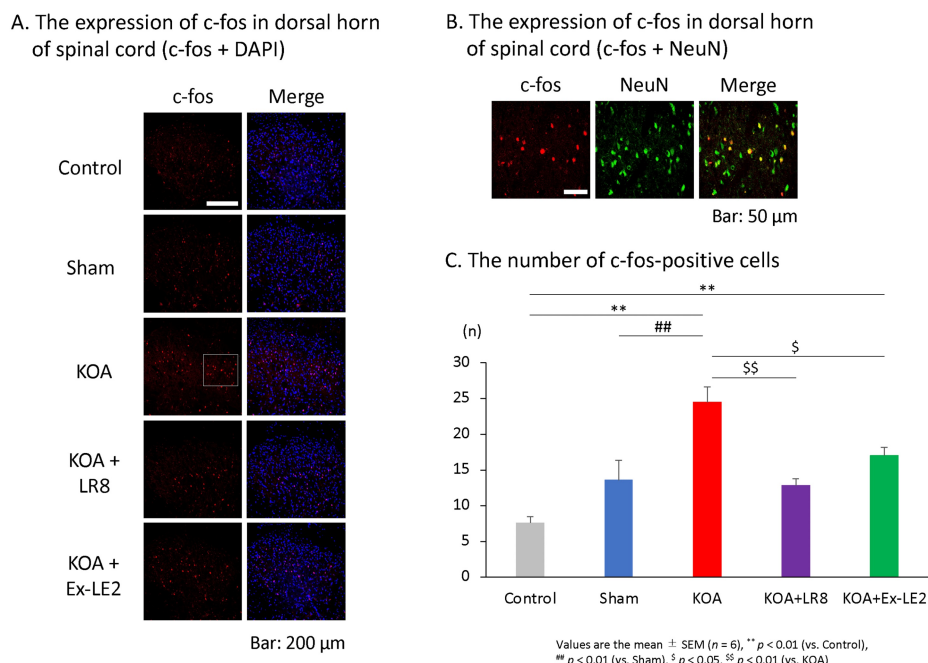 A. The expression of c-fos in dorsal horn
of spinal cord (c-fos + DAPI)
c-fos Merge
Control
Sham
KOA
KOA +
LR8
KOA +
Ex-LE2
Bar: 200 μm
B. The expression of c-fos in dorsal horn
of spinal cord (c-fos + NeuN)
c-fos NeuN Merge
Bar: 50 μm
C. The number of c-fos-positive cells
**
**
(n)
##
$
$$
30
25
20
15
10
5
0
Control Sham KOA KOA+LR8 KOA+Ex-LE2
Values are the mean ± SEM (n = 6), ** p < 0.01 (vs. Control),
## p < 0.01 (vs. Sham), $ p < 0.05, $$ p < 0.01 (vs. KOA)